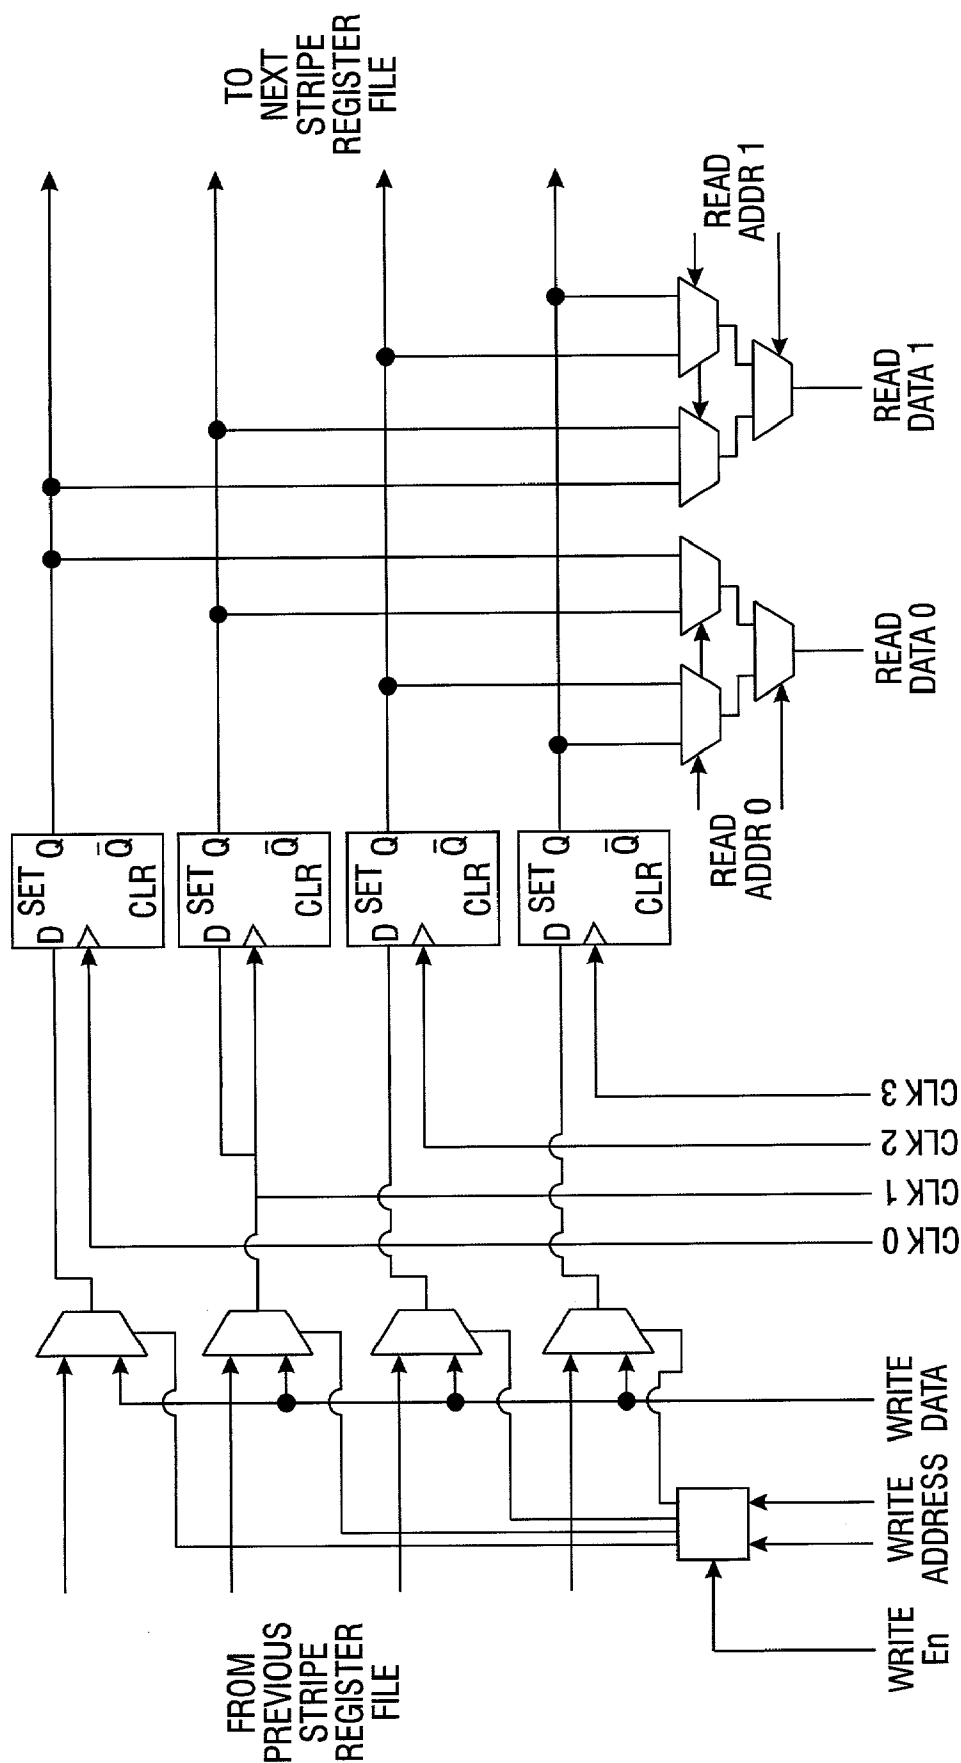 FROM
PREVIOUS
STRIPE
REGISTER
FILE
TO
NEXT
STRIPE
REGISTER
FILE
D SET Q
Q̅
CLR
D SET Q
Q̅
CLR
D SET Q
Q̅
CLR
D SET Q
Q̅
CLR
WRITE
En
WRITE
ADDRESS
WRITE
DATA
CLK 0
CLK 1
CLK 2
CLK 3
READ
ADDR 0
READ
DATA 0
READ
DATA 1
READ
ADDR 1